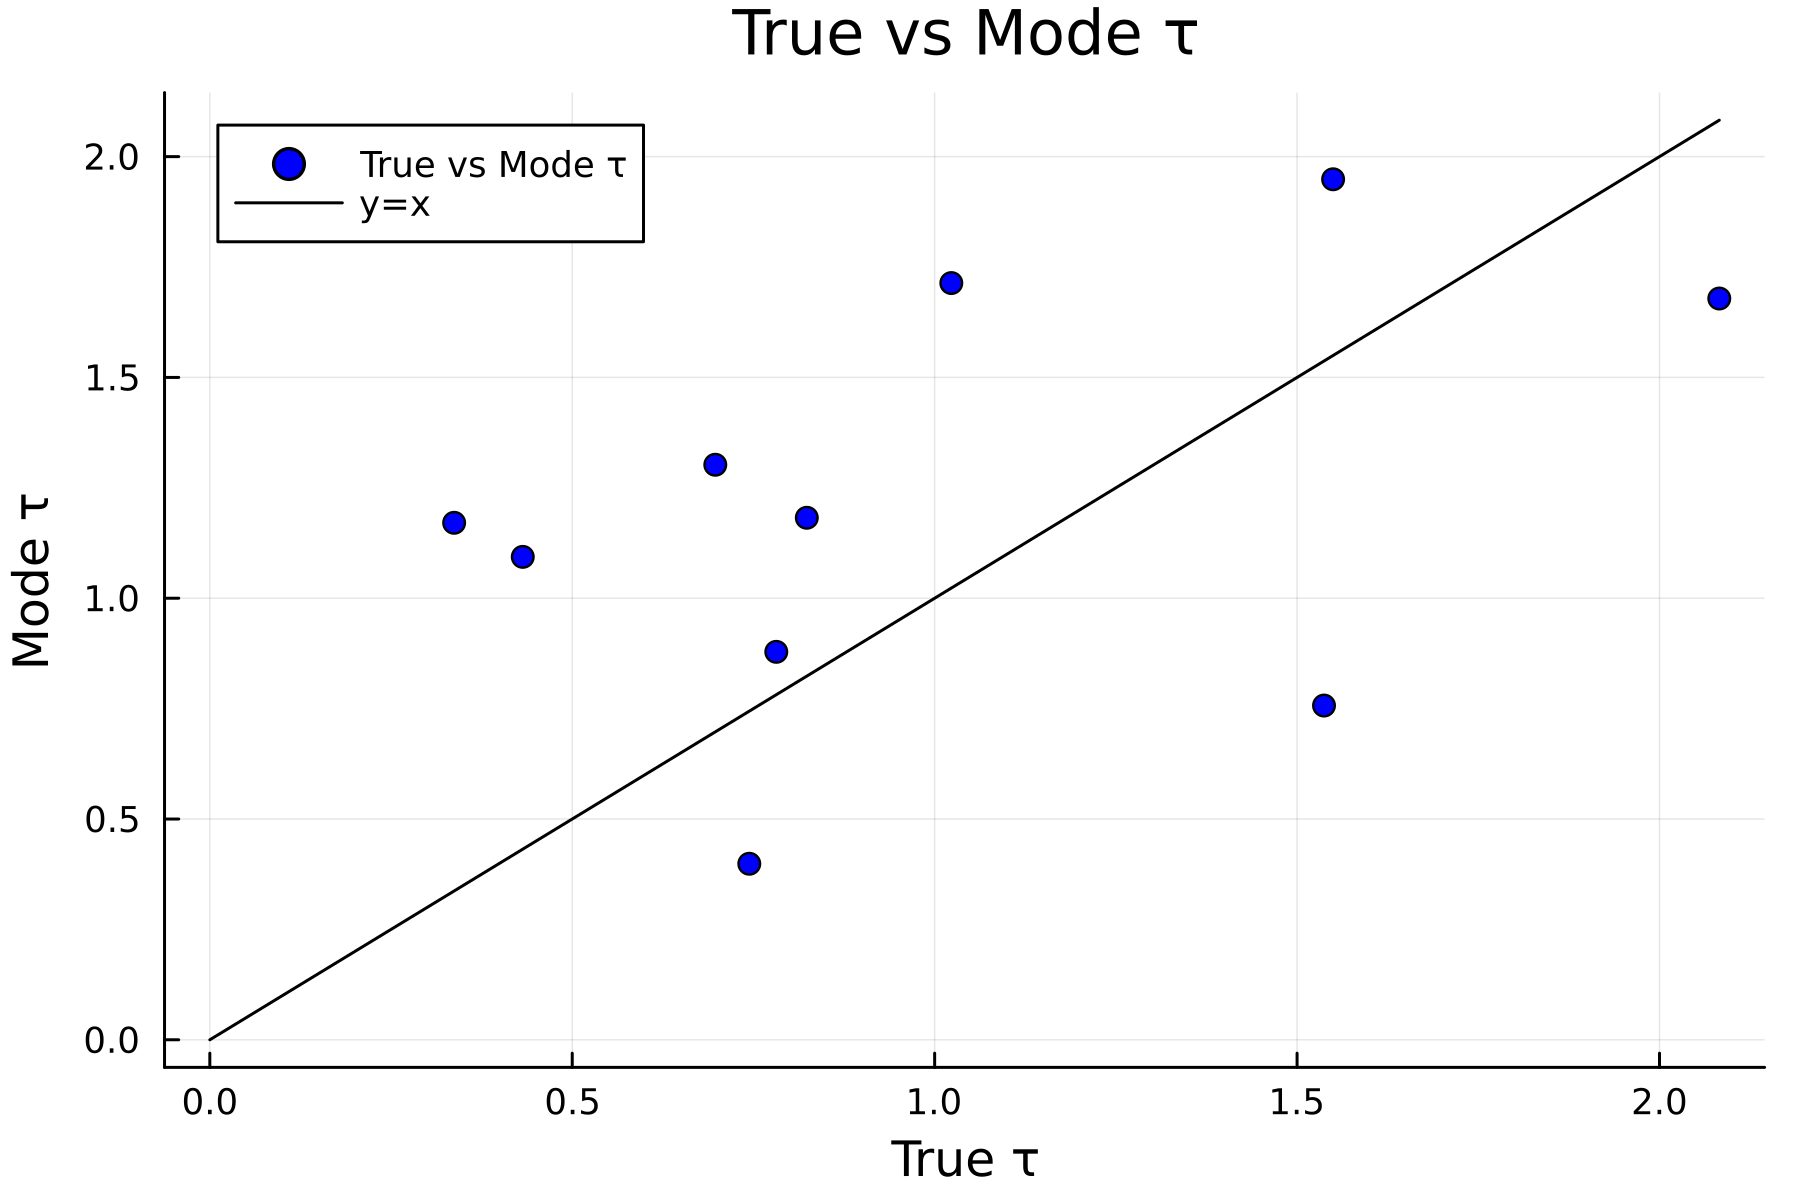 True vs Mode τ
True vs Mode τ
y=x
Mode τ
2.0
1.5
1.0
0.5
0.0
0.0 0.5 1.0 1.5 2.0
True τ